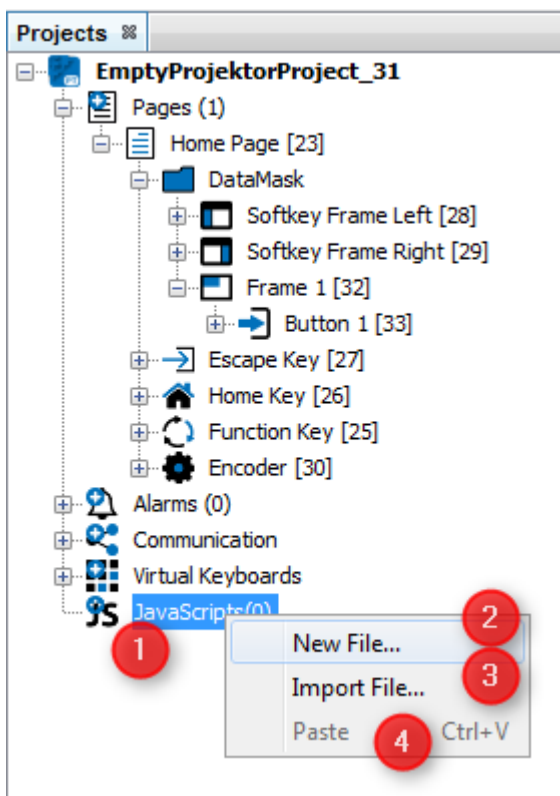 Projects
EmptyProjektorProject_31
Pages (1)
Home Page [23]
DataMask
Softkey Frame Left [28]
Softkey Frame Right [29]
Frame 1 [32]
Button 1 [33]
Escape Key [27]
Home Key [26]
Function Key [25]
Encoder [30]
Alarms (0)
Communication
Virtual Keyboards
JS JavaScripts(0)
1
New File... 2
Import File... 3
Paste 4 Ctrl+V